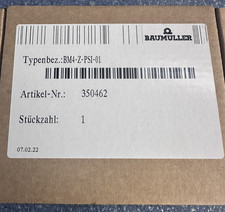 BAUMÜLLER
Typenbez.:BM4-Z-PSI-01
Artikel-Nr.: 350462
Stückzahl: 1
07.02.22